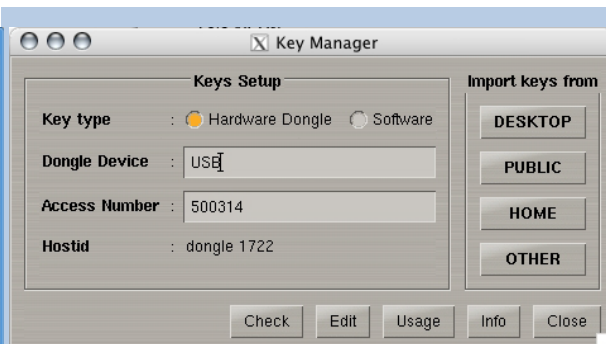 Key Manager
Keys Setup
Key type : Hardware Dongle Software
Dongle Device : USB
Access Number : 500314
Hostid : dongle 1722
Import keys from
DESKTOP
PUBLIC
HOME
OTHER
Check Edit Usage Info Close